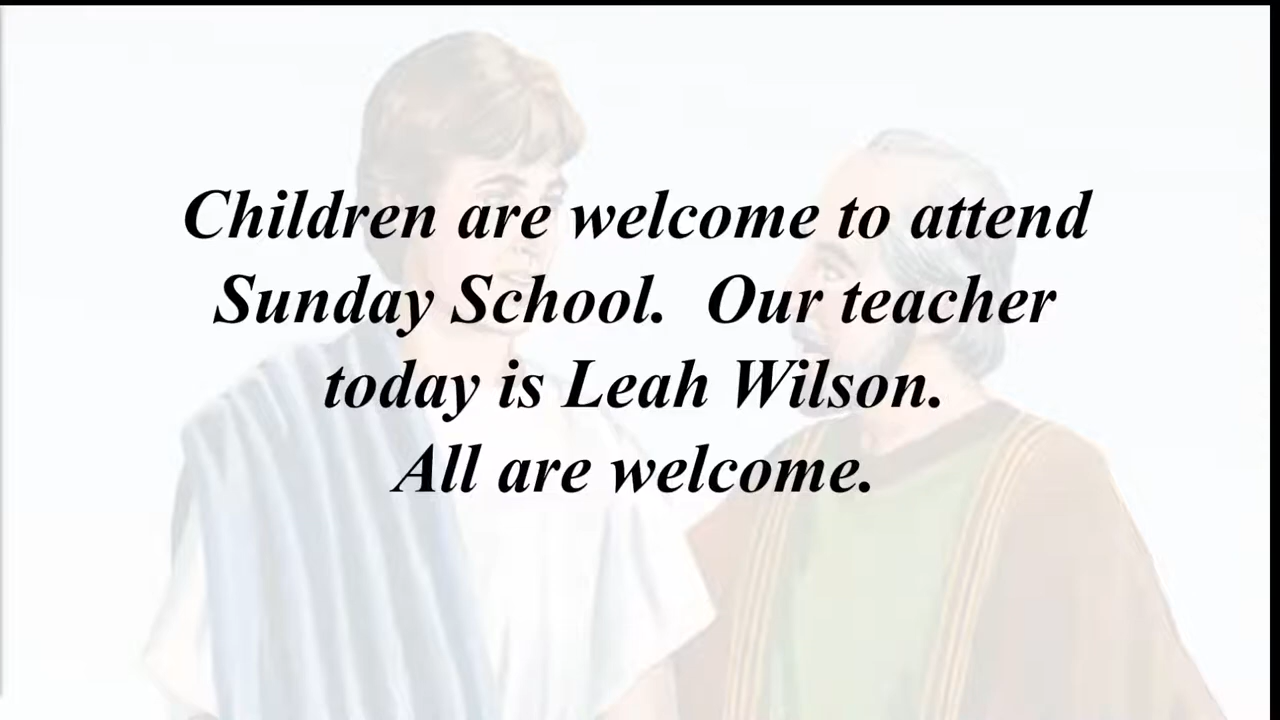 Children are welcome to attend
Sunday School.  Our teacher
today is Leah Wilson.
All are welcome.